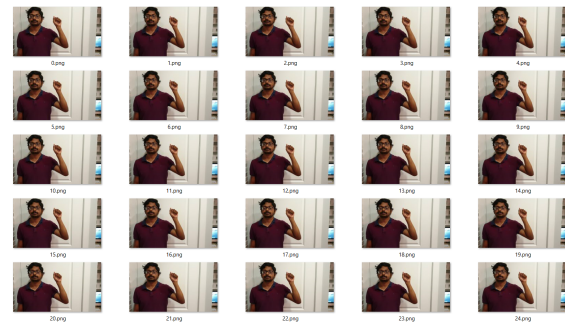 0.png 1.png 2.png 3.png 4.png
5.png 6.png 7.png 8.png 9.png
10.png 11.png 12.png 13.png 14.png
15.png 16.png 17.png 18.png 19.png
20.png 21.png 22.png 23.png 24.png